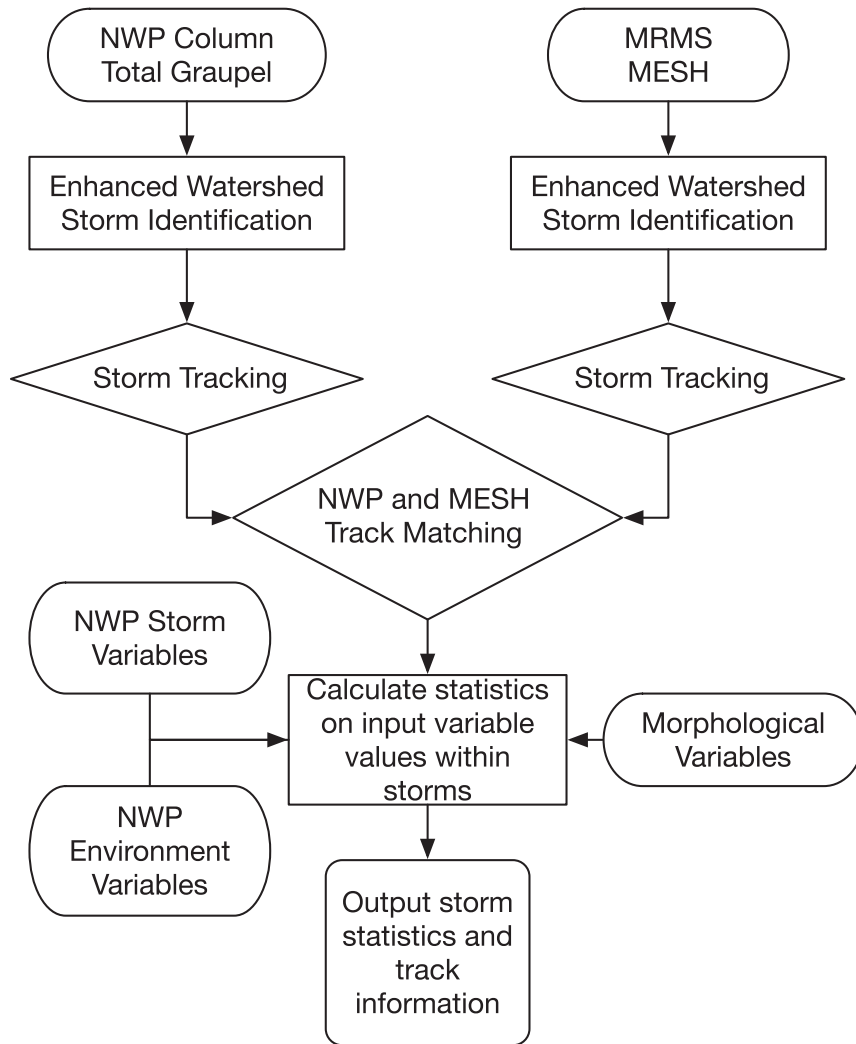 NWP Column
Total Graupel
MRMS
MESH
Enhanced Watershed
Storm Identification
Enhanced Watershed
Storm Identification
Storm Tracking
Storm Tracking
NWP and MESH
Track Matching
NWP Storm
Variables
Calculate statistics
on input variable
values within
storms
Morphological
Variables
NWP
Environment
Variables
Output storm
statistics and
track
information